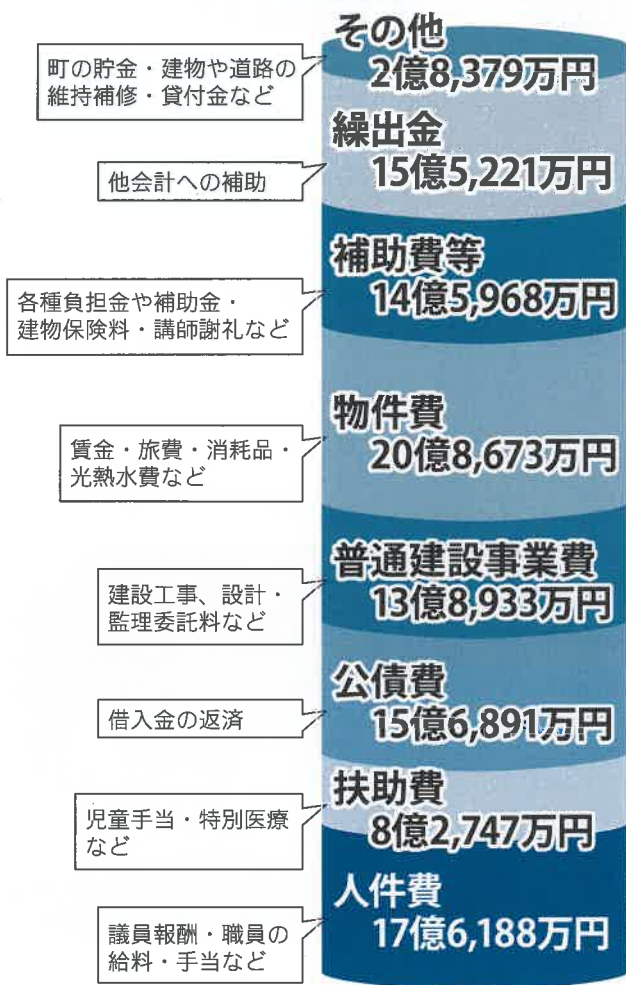 その他
2億8,379万円
町の貯金・建物や道路の
維持補修・貸付金など
繰出金
15億5,221万円
他会計への補助
補助費等
14億5,968万円
各種負担金や補助金・
建物保険料・講師謝礼など
物件費
20億8,673万円
賃金・旅費・消耗品・
光熱水費など
普通建設事業費
13億8,933万円
建設工事、設計・
監理委託料など
公債費
15億6,891万円
借入金の返済
扶助費
8億2,747万円
児童手当・特別医療
など
人件費
17億6,188万円
議員報酬・職員の
給料・手当など